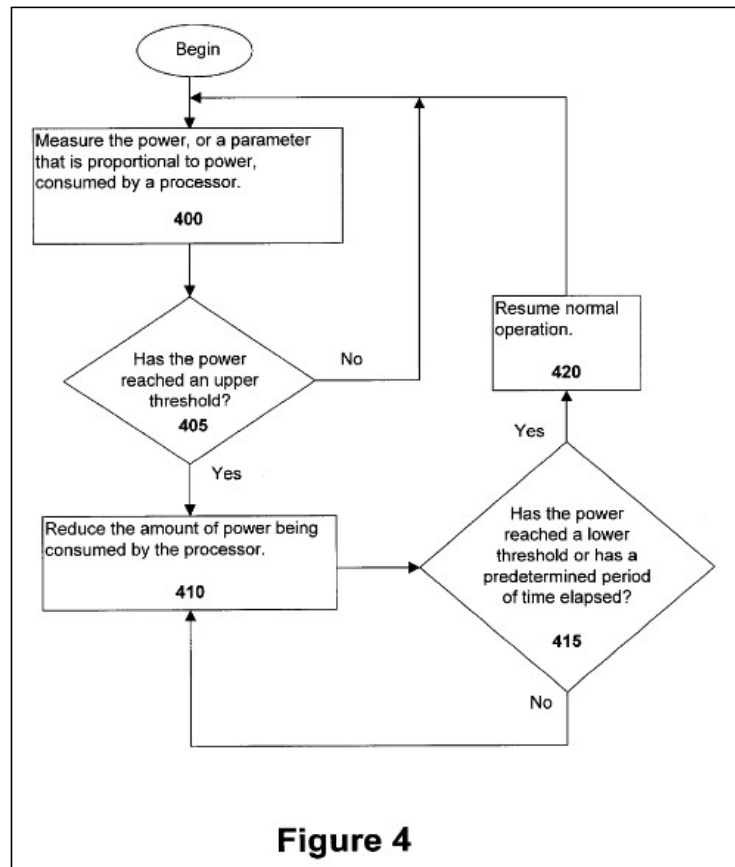 Begin
Measure the power, or a parameter
that is proportional to power,
consumed by a processor.
400
Has the power
reached an upper
threshold?
405
No
Yes
Reduce the amount of power being
consumed by the processor.
410
Has the power
reached a lower
threshold or has a
predetermined period
of time elapsed?
415
No
Yes
Resume normal
operation.
420
Figure 4